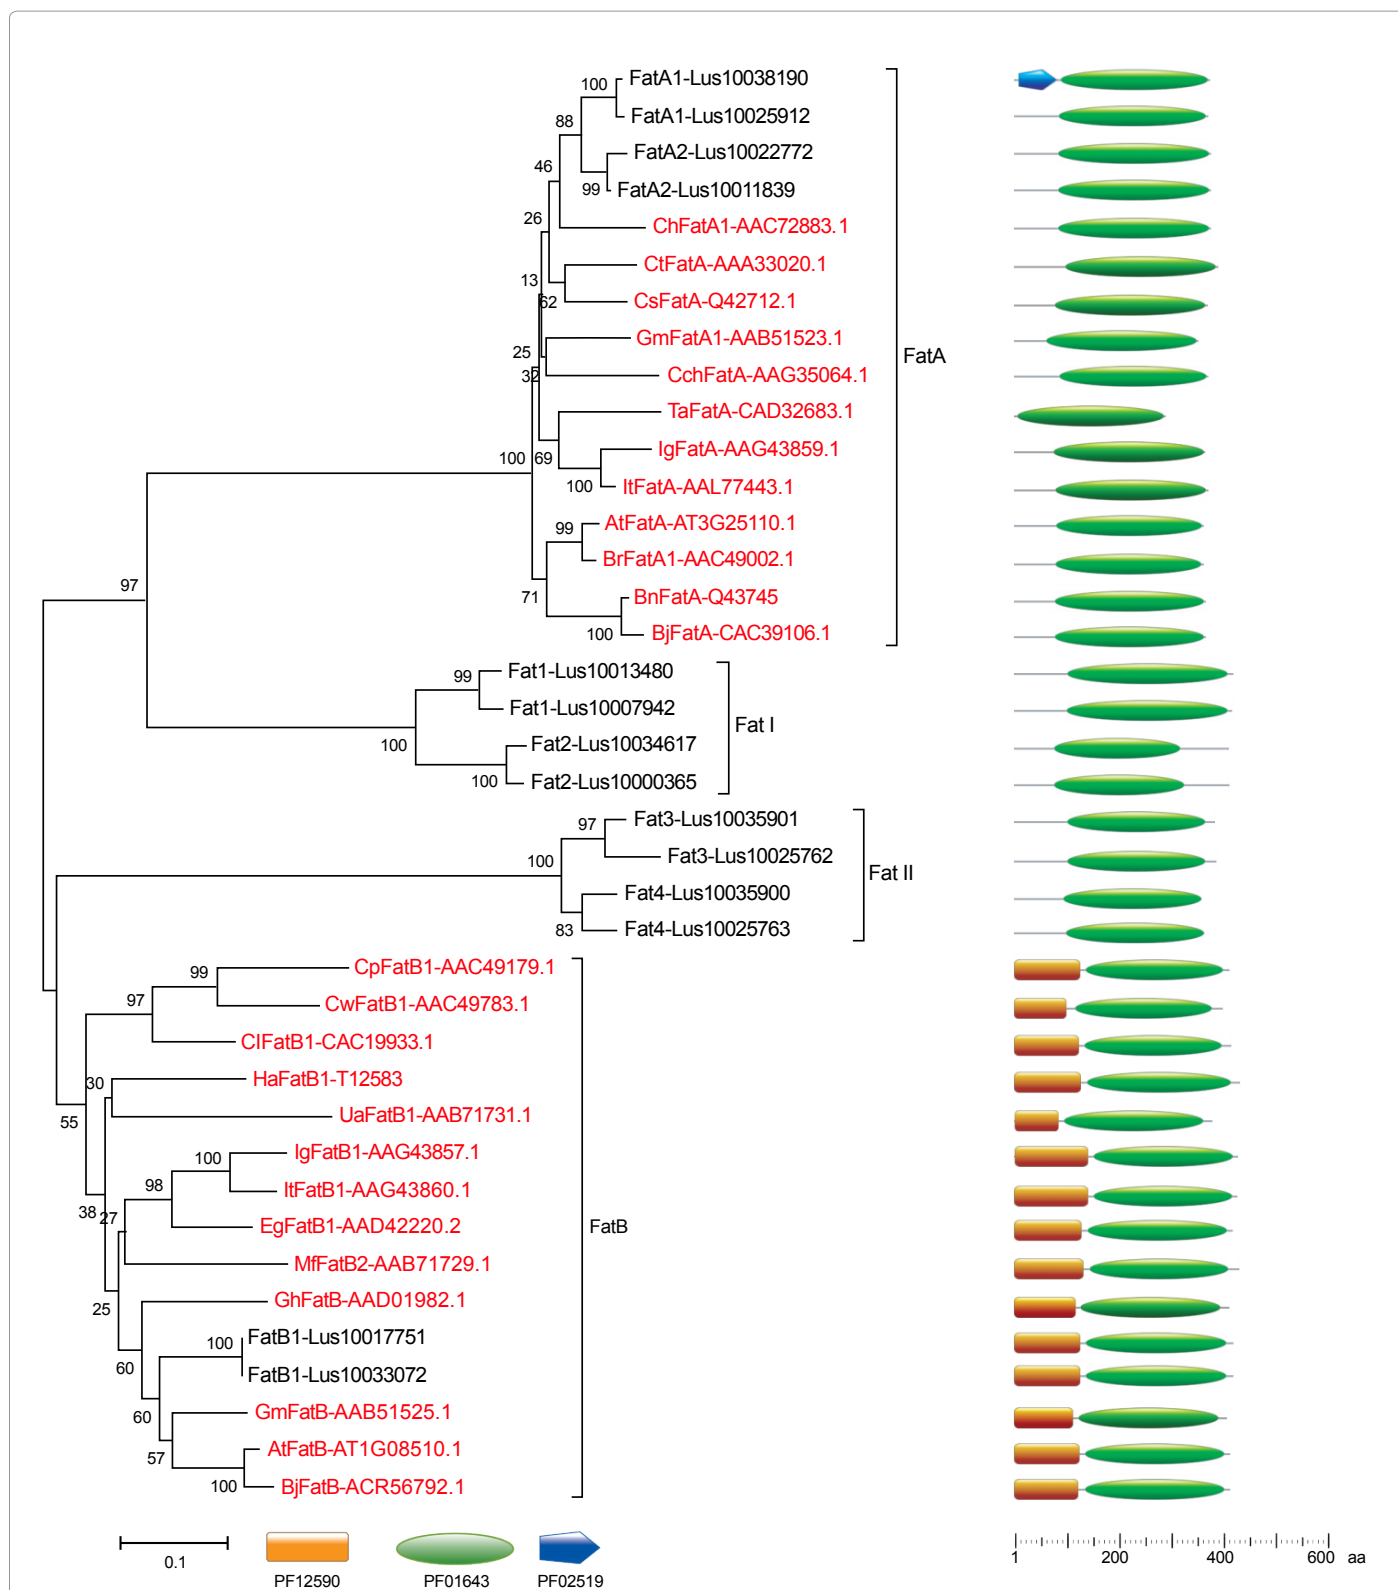 FatA1-Lus10038190
100
FatA1-Lus10025912
88
FatA2-Lus10022772
46
99
FatA2-Lus10011839
26
ChFatA1-AAC72883.1
CtFatA-AAA33020.1
13
62
CsFatA-Q42712.1
GmFatA1-AAB51523.1
25
FatA
32
CchFatA-AAG35064.1
TaFatA-CAD32683.1
IgFatA-AAG43859.1
100
69
100
ItFatA-AAL77443.1
AtFatA-AT3G25110.1
99
BrFatA1-AAC49002.1
97
71
BnFatA-Q43745
100
BjFatA-CAC39106.1
Fat1-Lus10013480
99
Fat1-Lus10007942
Fat I
100
Fat2-Lus10034617
100
Fat2-Lus10000365
Fat3-Lus10035901
97
Fat3-Lus10025762
100
Fat II
Fat4-Lus10035900
83
Fat4-Lus10025763
CpFatB1-AAC49179.1
99
97
CwFatB1-AAC49783.1
ClFatB1-CAC19933.1
30
HaFatB1-T12583
55
UaFatB1-AAB71731.1
100
IgFatB1-AAG43857.1
98
ItFatB1-AAG43860.1
38
27
EgFatB1-AAD42220.2
FatB
MfFatB2-AAB71729.1
25
GhFatB-AAD01982.1
100
FatB1-Lus10017751
60
FatB1-Lus10033072
60
GmFatB-AAB51525.1
57
AtFatB-AT1G08510.1
100
BjFatB-ACR56792.1
0.1
PF12590
PF01643
PF02519
1 200 400 600 aa